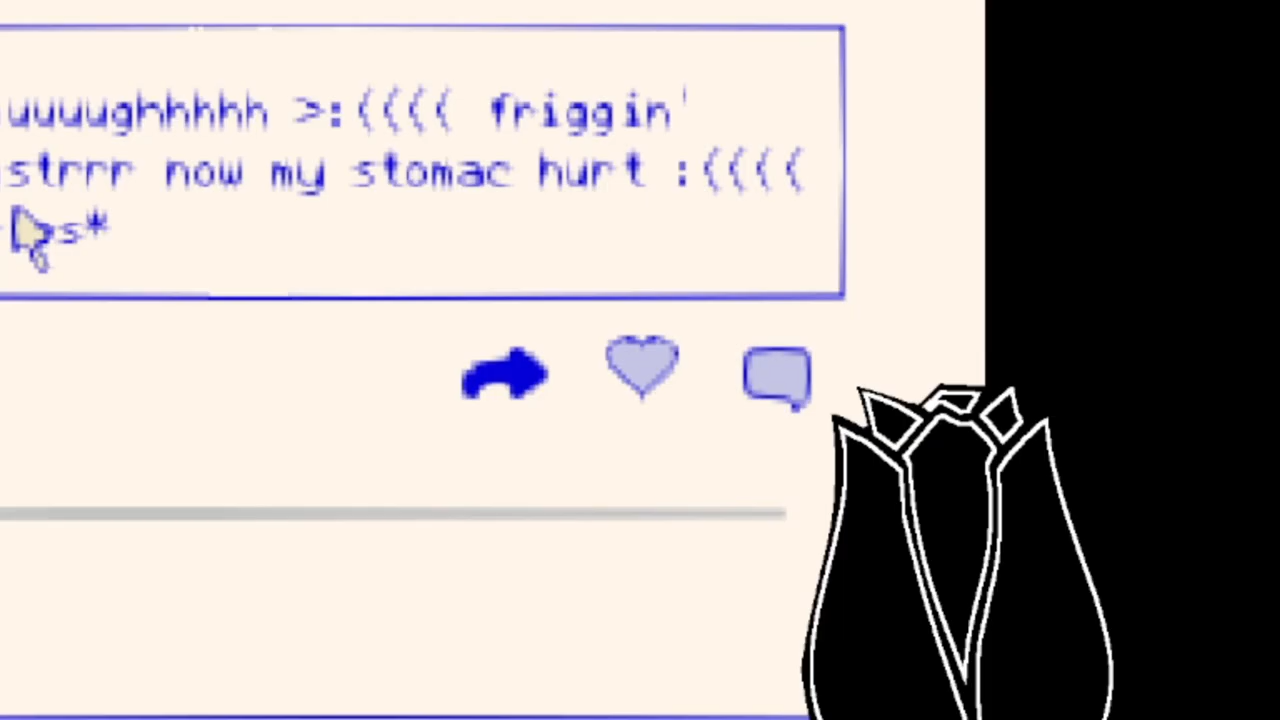 uuuughhhhh >:(((( friggin'
strrr now my stomac hurt :((((
s*